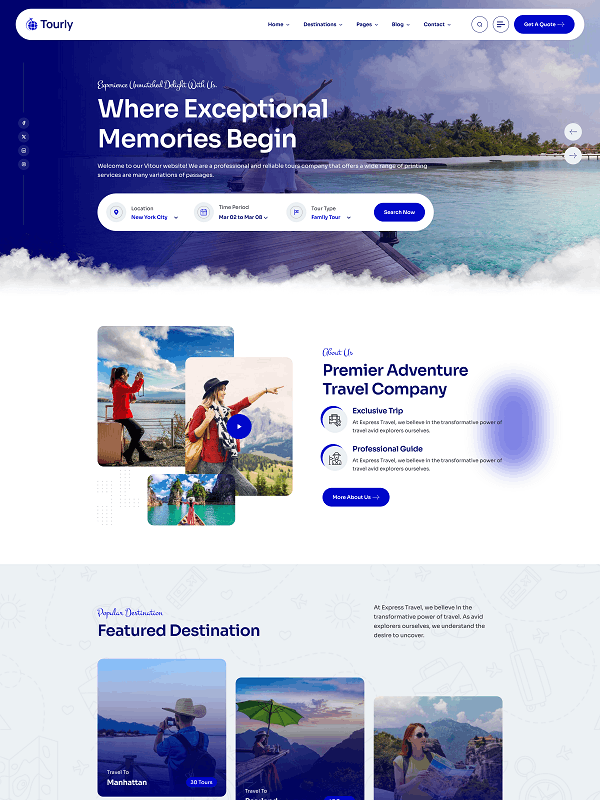 Tourly
Home
Destinations
Pages
Blog
Contact
Get A Quote
Experience Unmatched Delight With Us.
Where Exceptional
Memories Begin
Welcome to our Vitour website! We are a professional and reliable tours company that offers a wide range of printing
services are many variations of passages.
Location
New York City
Time Period
Mar 02 to Mar 08
Tour Type
Family Tour
Search Now
About Us
Premier Adventure
Travel Company
Exclusive Trip
At Express Travel, we believe in the transformative power of
travel avid explorers ourselves.
Professional Guide
At Express Travel, we believe in the transformative power of
travel avid explorers ourselves.
More About Us
Popular Destination
Featured Destination
At Express Travel, we believe in the
transformative power of travel. As avid
explorers ourselves, we understand the
desire to uncover.
Travel To
Manhattan
30 Tours
Travel To